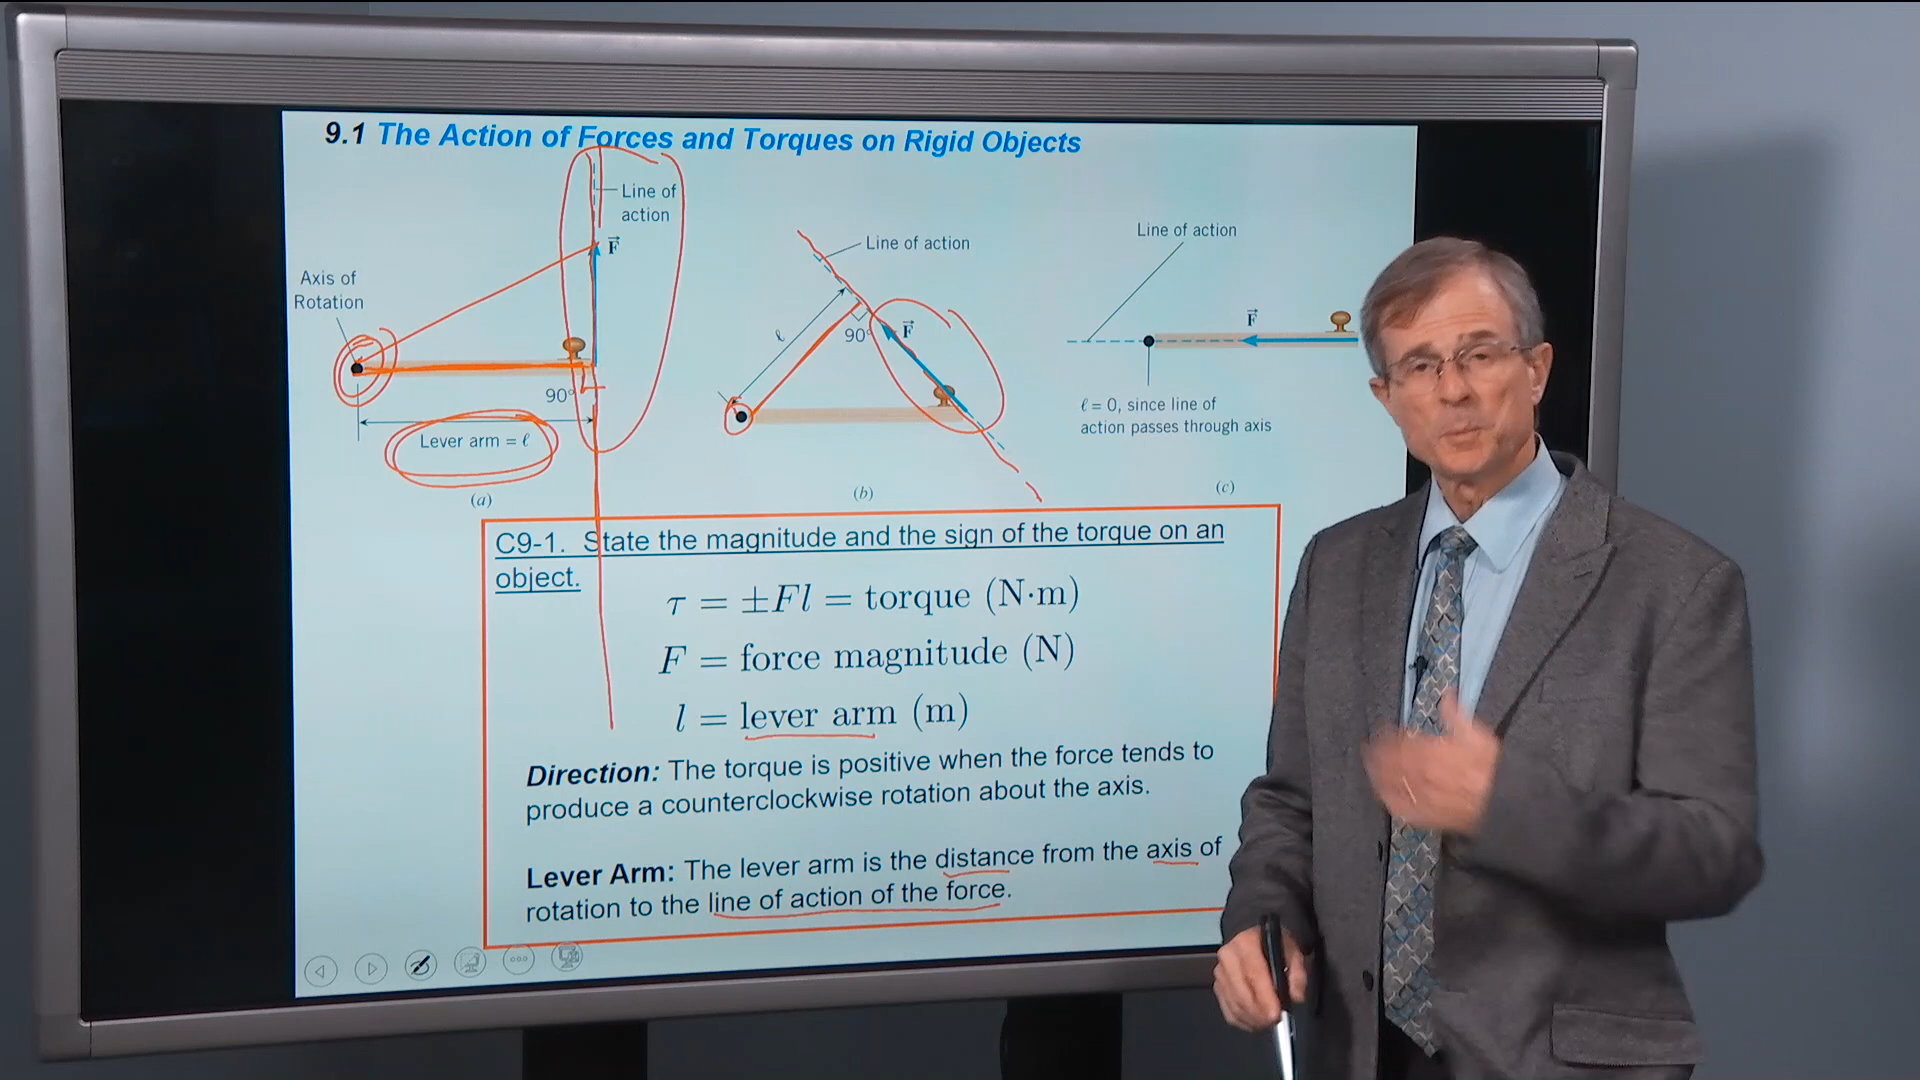 9.1 The Action of Forces and Torques on Rigid Objects
Line of
action
F
Axis of
Rotation
90°
Lever arm = ℓ
(a)
Line of action
ℓ
90°
F
(b)
Line of action
F
ℓ = 0, since line of
action passes through axis
(c)
C9-1. State the magnitude and the sign of the torque on an
object.
τ = ±Fl = torque (N·m)
F = force magnitude (N)
l = lever arm (m)
Direction: The torque is positive when the force tends to
produce a counterclockwise rotation about the axis.
Lever Arm: The lever arm is the distance from the axis of
rotation to the line of action of the force.